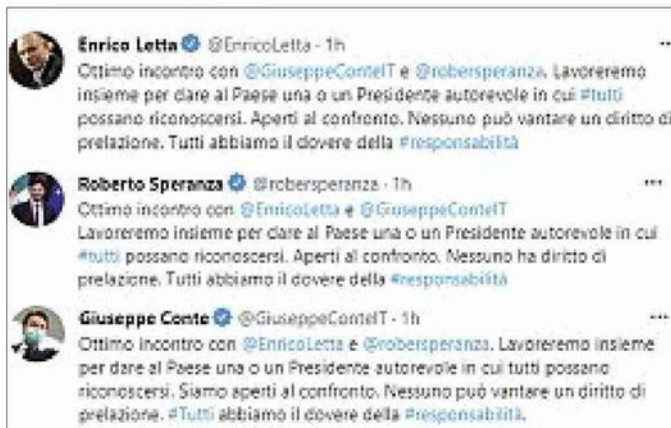 Enrico Letta @EnricoLetta · 1h
Ottimo incontro con @GiuseppeConteIT e @robersperanza. Lavoreremo
insieme per dare al Paese una o un Presidente autorevole in cui #tutti
possano riconoscersi. Aperti al confronto. Nessuno può vantare un diritto di
prelazione. Tutti abbiamo il dovere della #responsabilità
Roberto Speranza @robersperanza · 1h
Ottimo incontro con @EnricoLetta e @GiuseppeConteIT
Lavoreremo insieme per dare al Paese una o un Presidente autorevole in cui
#tutti possano riconoscersi. Aperti al confronto. Nessuno ha diritto di
prelazione. Tutti abbiamo il dovere della #responsabilità
Giuseppe Conte @GiuseppeConteIT · 1h
Ottimo incontro con @EnricoLetta e @robersperanza. Lavoreremo insieme
per dare al Paese una o un Presidente autorevole in cui tutti possano
riconoscersi. Siamo aperti al confronto. Nessuno può vantare un diritto di
prelazione. #Tutti abbiamo il dovere della #responsabilità.